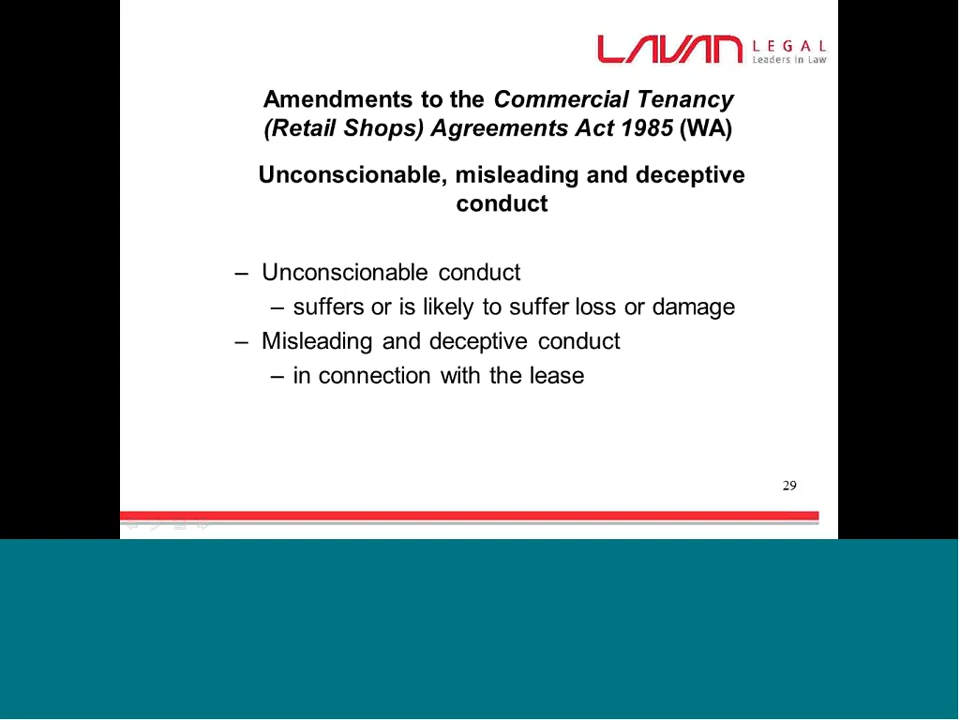 LAVAN LEGAL
Leaders in Law
Amendments to the Commercial Tenancy
(Retail Shops) Agreements Act 1985 (WA)
Unconscionable, misleading and deceptive
conduct
– Unconscionable conduct
– suffers or is likely to suffer loss or damage
– Misleading and deceptive conduct
– in connection with the lease
29